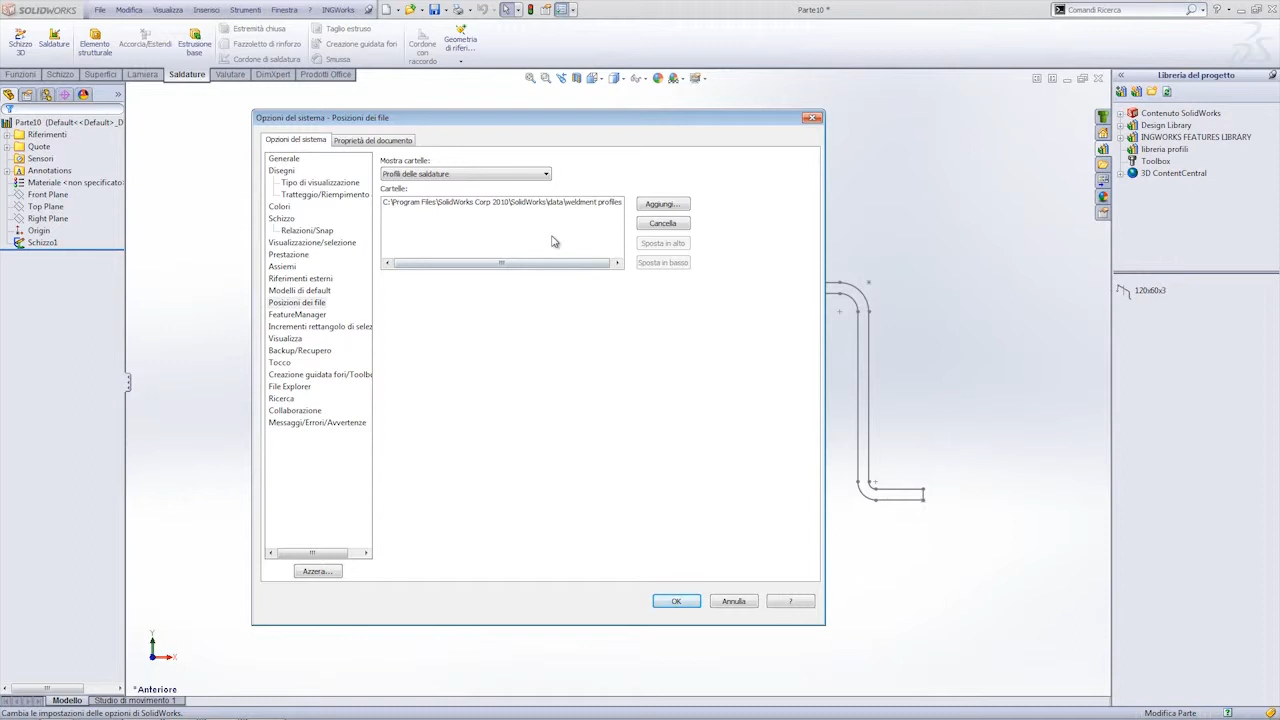 SOLIDWORKS File Modifica Visualizza Inserisci Strumenti Finestra INGWorks ? Parte10 * Comandi Ricerca
Schizzo 3D
Saldature
Elemento strutturale
Accorcia/Estendi
Estrusione base
Estremità chiusa
Fazzoletto di rinforzo
Cordone di saldatura
Taglio estruso
Creazione guidata fori
Smussa
Cordone con raccordo
Geometria di riferi...
Funzioni Schizzo Superfici Lamiera Saldature Valutare DimXpert Prodotti Office
Libreria del progetto
Parte10 (Default<<Default>_D
Riferimenti
Quote
Sensori
Annotations
Materiale <non specificato>
Front Plane
Top Plane
Right Plane
Origin
Schizzo1
Opzioni del sistema - Posizioni dei file
Opzioni del sistema Proprietà del documento
Generale
Disegni
Tipo di visualizzazione
Tratteggio/Riempimento
Colori
Schizzo
Relazioni/Snap
Visualizzazione/selezione
Prestazione
Assiemi
Riferimenti esterni
Modelli di default
Posizioni dei file
FeatureManager
Incrementi rettangolo di selez
Visualizza
Backup/Recupero
Tocco
Creazione guidata fori/Toolbo
File Explorer
Ricerca
Collaborazione
Messaggi/Errori/Avvertenze
Azzera...
Mostra cartelle:
Profili delle saldature
Cartelle:
C:\Program Files\SolidWorks Corp 2010\SolidWorks\data\weldment profiles
Aggiungi...
Cancella
Sposta in alto
Sposta in basso
OK Annulla ?
Contenuto SolidWorks
Design Library
INGWORKS FEATURES LIBRARY
libreria profili
Toolbox
3D ContentCentral
120x60x3
Y
X
*Anteriore
Modello Studio di movimento 1
Cambia le impostazioni delle opzioni di SolidWorks. Modifica Parte